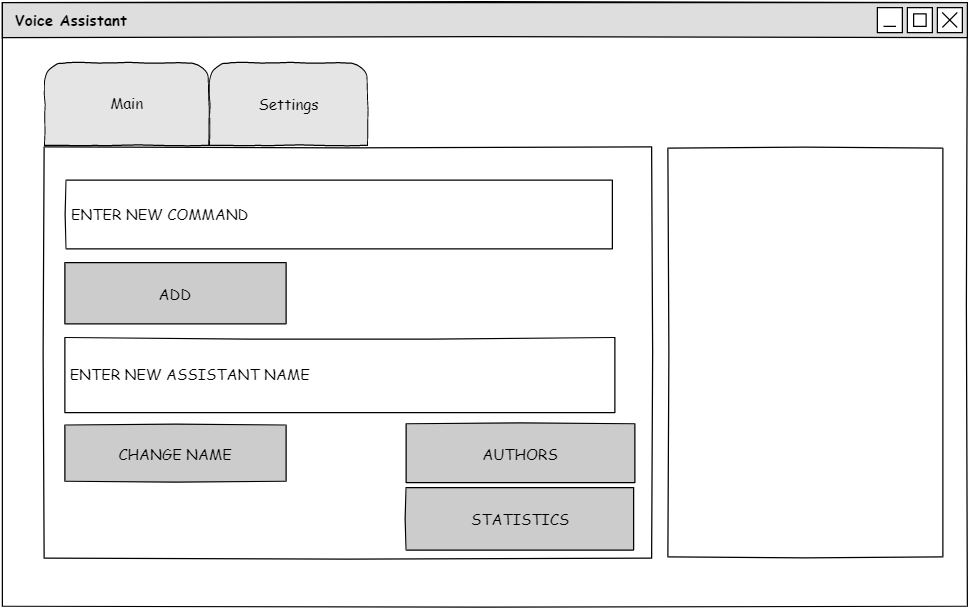 Voice Assistant
Main
Settings
ENTER NEW COMMAND
ADD
ENTER NEW ASSISTANT NAME
CHANGE NAME
AUTHORS
STATISTICS